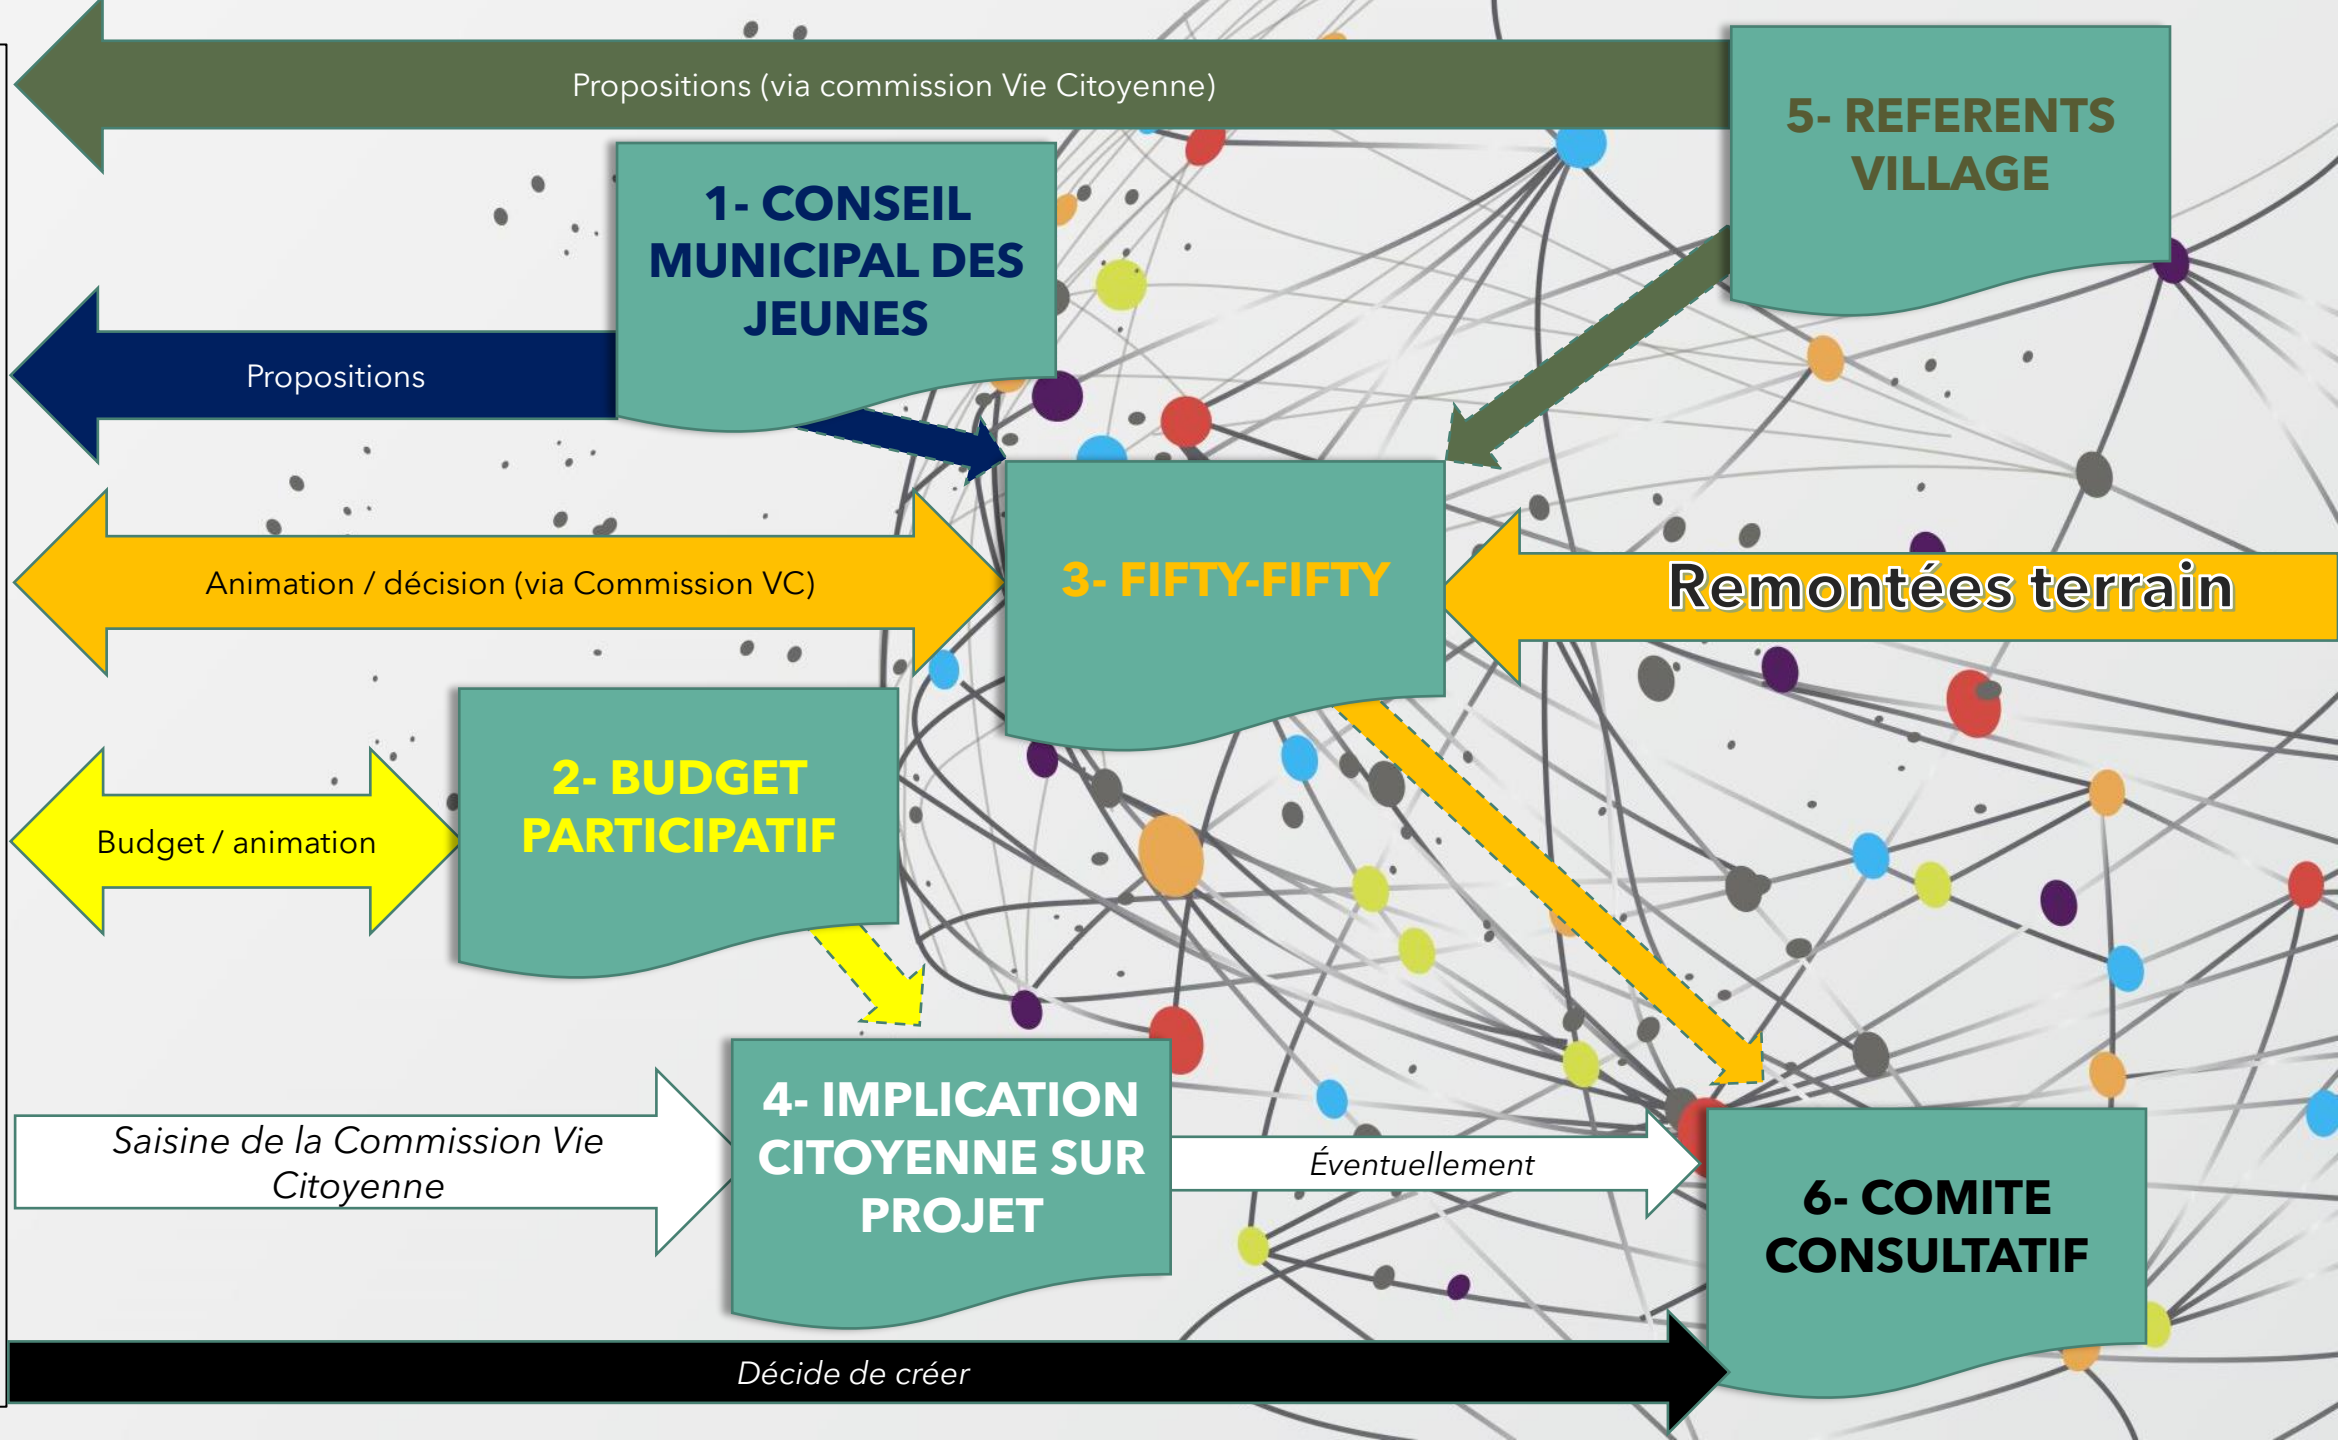 Propositions (via commission Vie Citoyenne)
5- REFERENTS
VILLAGE
1- CONSEIL
MUNICIPAL DES
JEUNES
Propositions
Animation / décision (via Commission VC)
3- FIFTY-FIFTY
Remontées terrain
2- BUDGET
PARTICIPATIF
Budget / animation
4- IMPLICATION
CITOYENNE SUR
PROJET
Saisine de la Commission Vie
Citoyenne
Éventuellement
6- COMITE
CONSULTATIF
Décide de créer